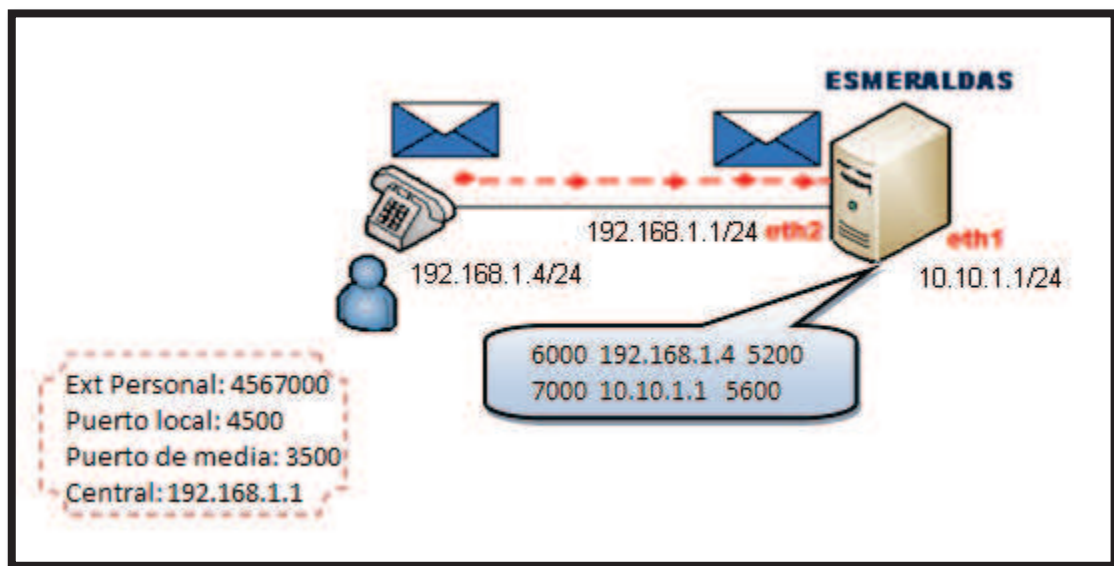 ESMERALDAS
192.168.1.1/24 eth2
eth1
192.168.1.4/24
10.10.1.1/24
6000 192.168.1.4 5200
7000 10.10.1.1 5600
Ext Personal: 4567000
Puerto local: 4500
Puerto de media: 3500
Central: 192.168.1.1